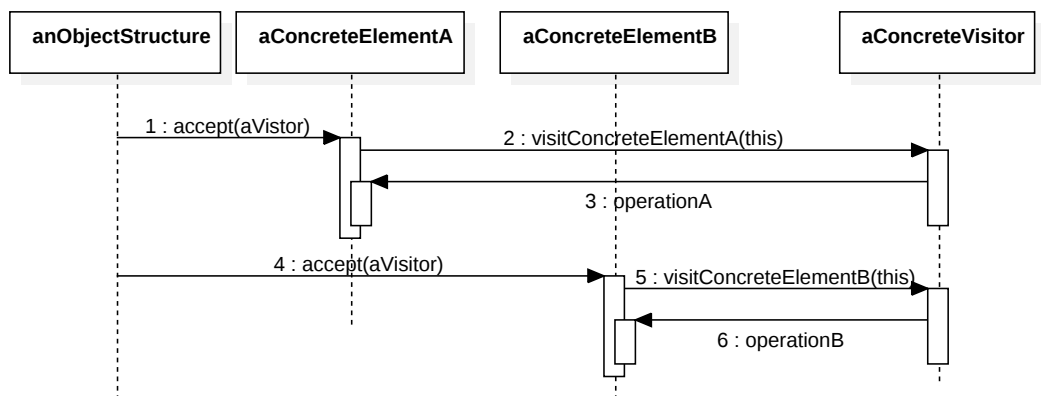 anObjectStructure
aConcreteElementA
aConcreteElementB
aConcreteVisitor
1 : accept(aVistor)
2 : visitConcreteElementA(this)
3 : operationA
4 : accept(aVisitor)
5 : visitConcreteElementB(this)
6 : operationB